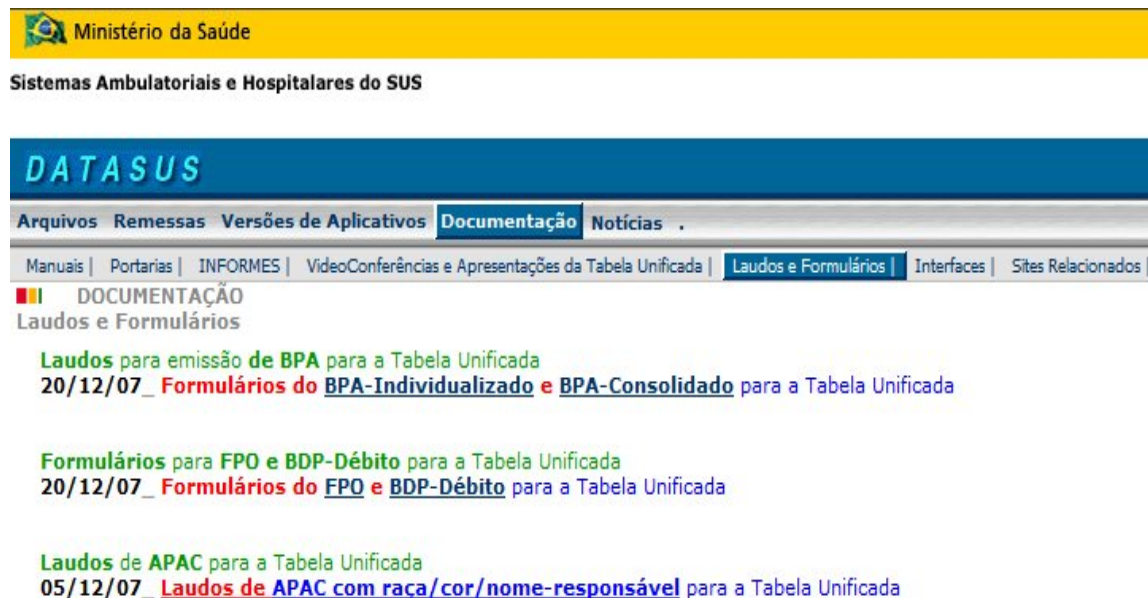 Ministério da Saúde
Sistemas Ambulatoriais e Hospitalares do SUS
DATASUS
Arquivos Remessas Versões de Aplicativos Documentação Notícias .
Manuais | Portarias | INFORMES | VideoConferências e Apresentações da Tabela Unificada | Laudos e Formulários | Interfaces | Sites Relacionados |
DOCUMENTAÇÃO
Laudos e Formulários
Laudos para emissão de BPA para a Tabela Unificada
20/12/07_ Formulários do BPA-Individualizado e BPA-Consolidado para a Tabela Unificada
Formulários para FPO e BDP-Débito para a Tabela Unificada
20/12/07_ Formulários do FPO e BDP-Débito para a Tabela Unificada
Laudos de APAC para a Tabela Unificada
05/12/07_ Laudos de APAC com raça/cor/nome-responsável para a Tabela Unificada